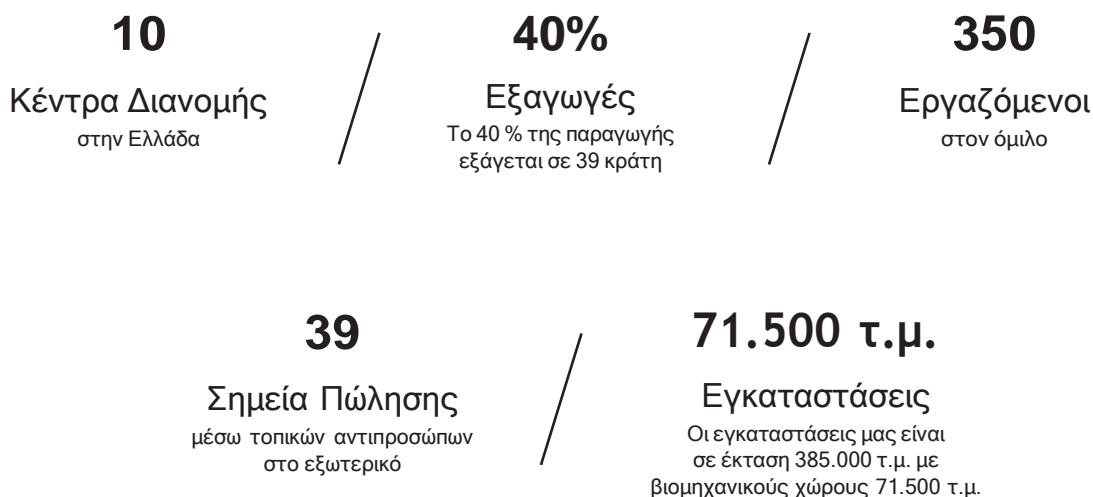 10
Κέντρα Διανομής
στην Ελλάδα
40%
Εξαγωγές
Το 40 % της παραγωγής
εξάγεται σε 39 κράτη
350
Εργαζόμενοι
στον όμιλο
39
Σημεία Πώλησης
μέσω τοπικών αντιπροσώπων
στο εξωτερικό
71.500 τ.μ.
Εγκαταστάσεις
Οι εγκαταστάσεις μας είναι
σε έκταση 385.000 τ.μ. με
βιομηχανικούς χώρους 71.500 τ.μ.